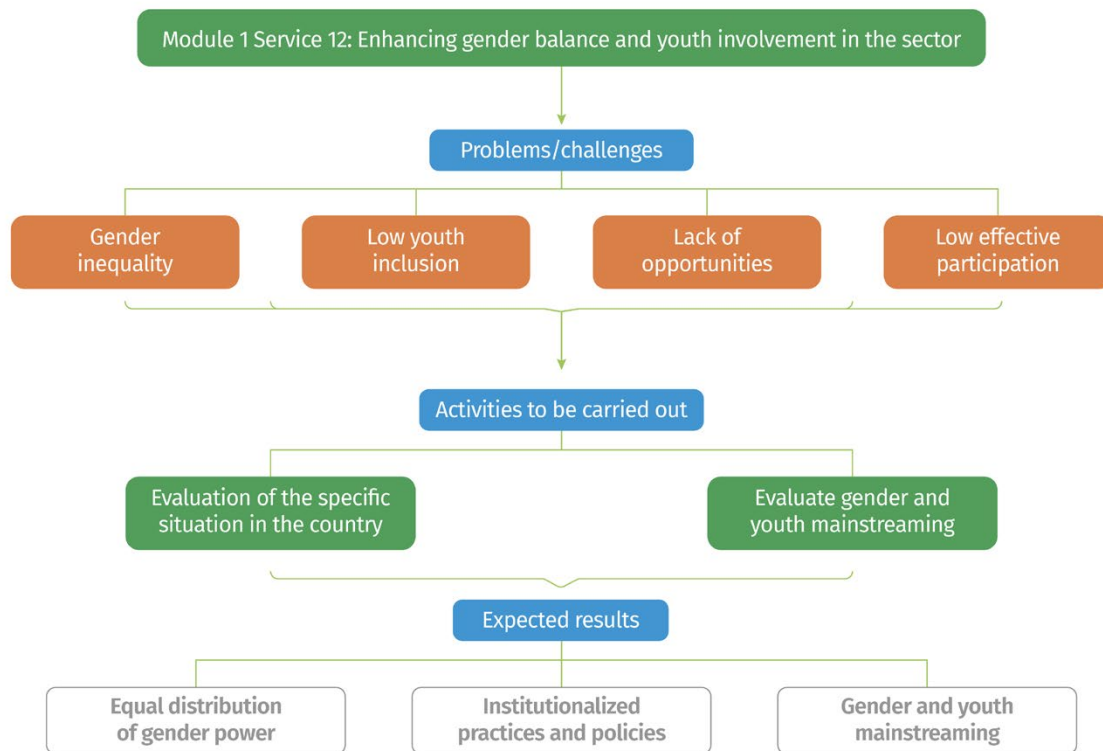 Module 1 Service 12: Enhancing gender balance and youth involvement in the sector
Problems/challenges
Gender
inequality
Low youth
inclusion
Lack of
opportunities
Low effective
participation
Activities to be carried out
Evaluation of the specific
situation in the country
Evaluate gender and
youth mainstreaming
Expected results
Equal distribution
of gender power
Institutionalized
practices and policies
Gender and youth
mainstreaming